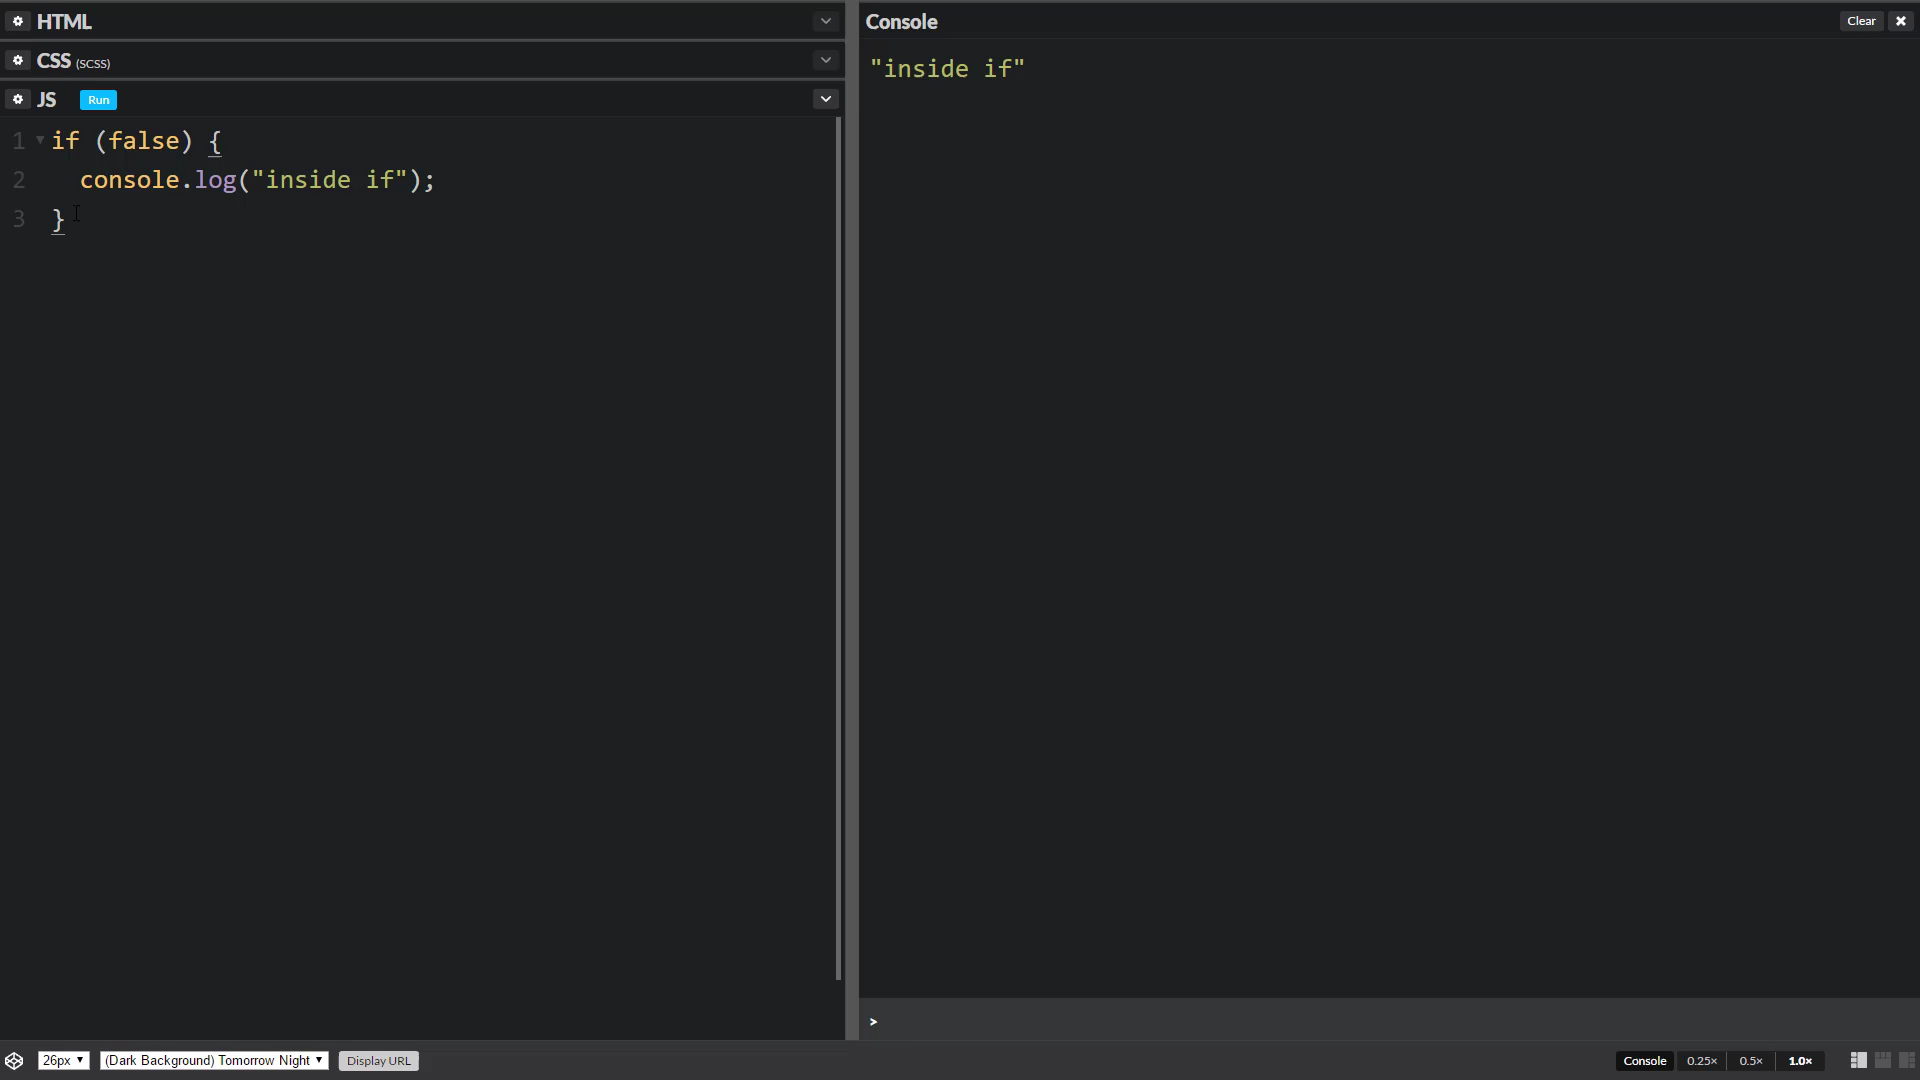 HTML
CSS (SCSS)
JS Run
1 if (false) {
2 console.log("inside if");
3 }
Console Clear
"inside if"
>
26px (Dark Background) Tomorrow Night Display URL
Console 0.25× 0.5× 1.0×